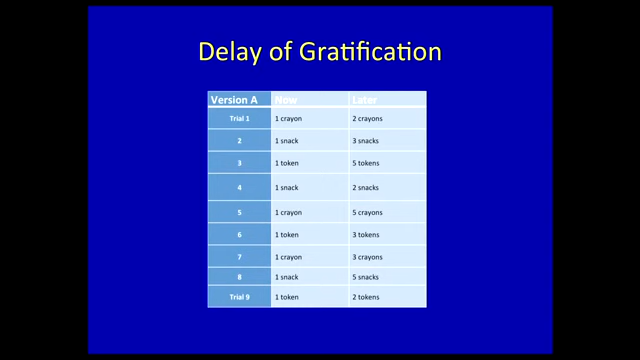 Delay of Gratification
Version A Now Later
Trial 1 1 crayon 2 crayons
2 1 snack 3 snacks
3 1 token 5 tokens
4 1 snack 2 snacks
5 1 crayon 5 crayons
6 1 token 3 tokens
7 1 crayon 3 crayons
8 1 snack 5 snacks
Trial 9 1 token 2 tokens